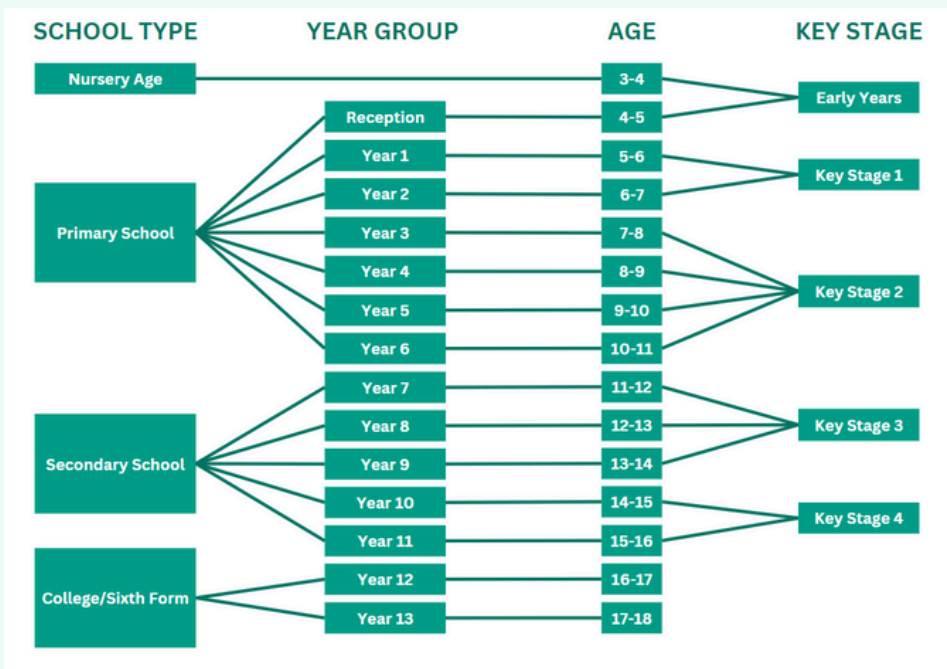 SCHOOL TYPE YEAR GROUP AGE KEY STAGE
Nursery Age 3-4
Early Years
Reception 4-5
Year 1 5-6
Key Stage 1
Year 2 6-7
Primary School Year 3 7-8
Year 4 8-9
Key Stage 2
Year 5 9-10
Year 6 10-11
Year 7 11-12
Year 8 12-13 Key Stage 3
Secondary School Year 9 13-14
Year 10 14-15
Key Stage 4
Year 11 15-16
Year 12 16-17
College/Sixth Form
Year 13 17-18